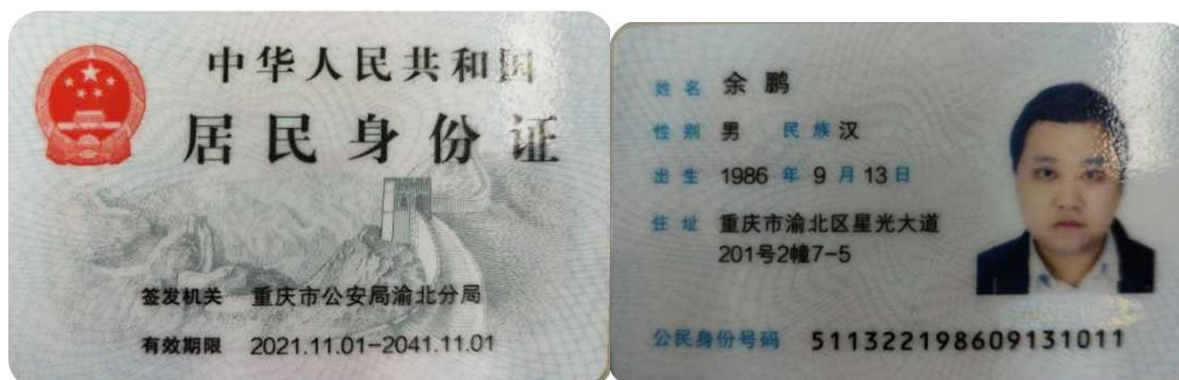 中华人民共和国
居民身份证
签发机关 重庆市公安局渝北分局
有效期限 2021.11.01-2041.11.01
姓名 余鹏
性别 男 民族 汉
出生 1986 年 9 月 13 日
住址 重庆市渝北区星光大道
201号2幢7-5
公民身份号码 511322198609131011